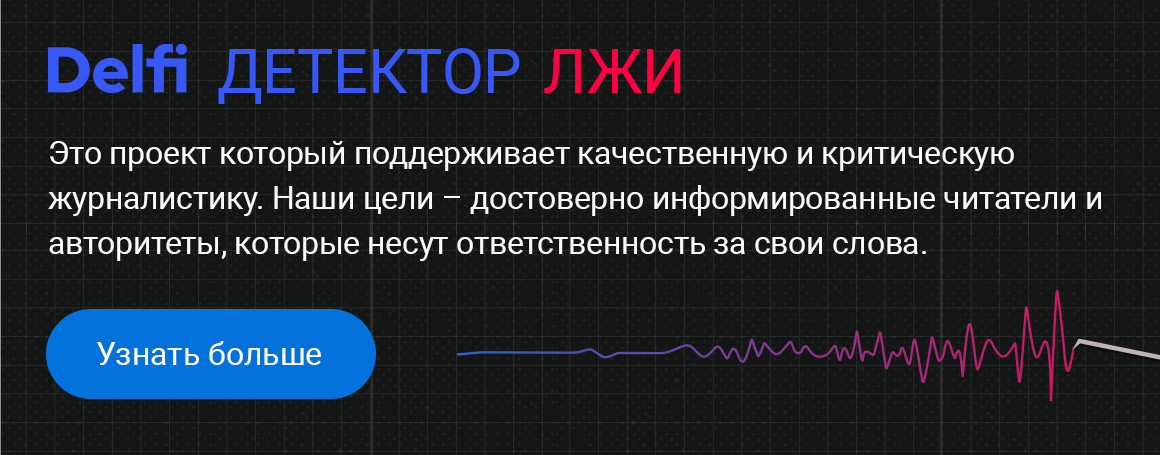 Delfi ДЕТЕКТОР ЛЖИ
Это проект который поддерживает качественную и критическую
журналистику. Наши цели – достоверно информированные читатели и
авторитеты, которые несут ответственность за свои слова.
Узнать больше